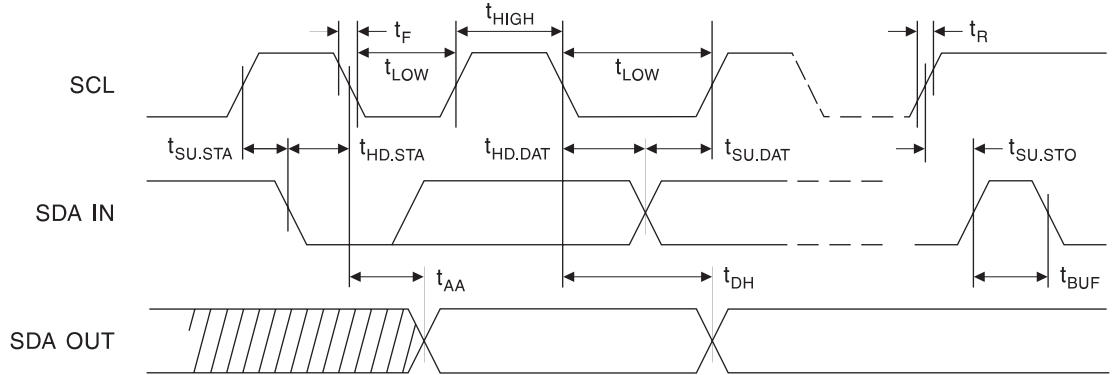 tHIGH
tF
tR
tLOW
tLOW
SCL
tSU.STA
tHD.STA
tHD.DAT
tSU.DAT
tSU.STO
SDA IN
tAA
tDH
tBUF
SDA OUT